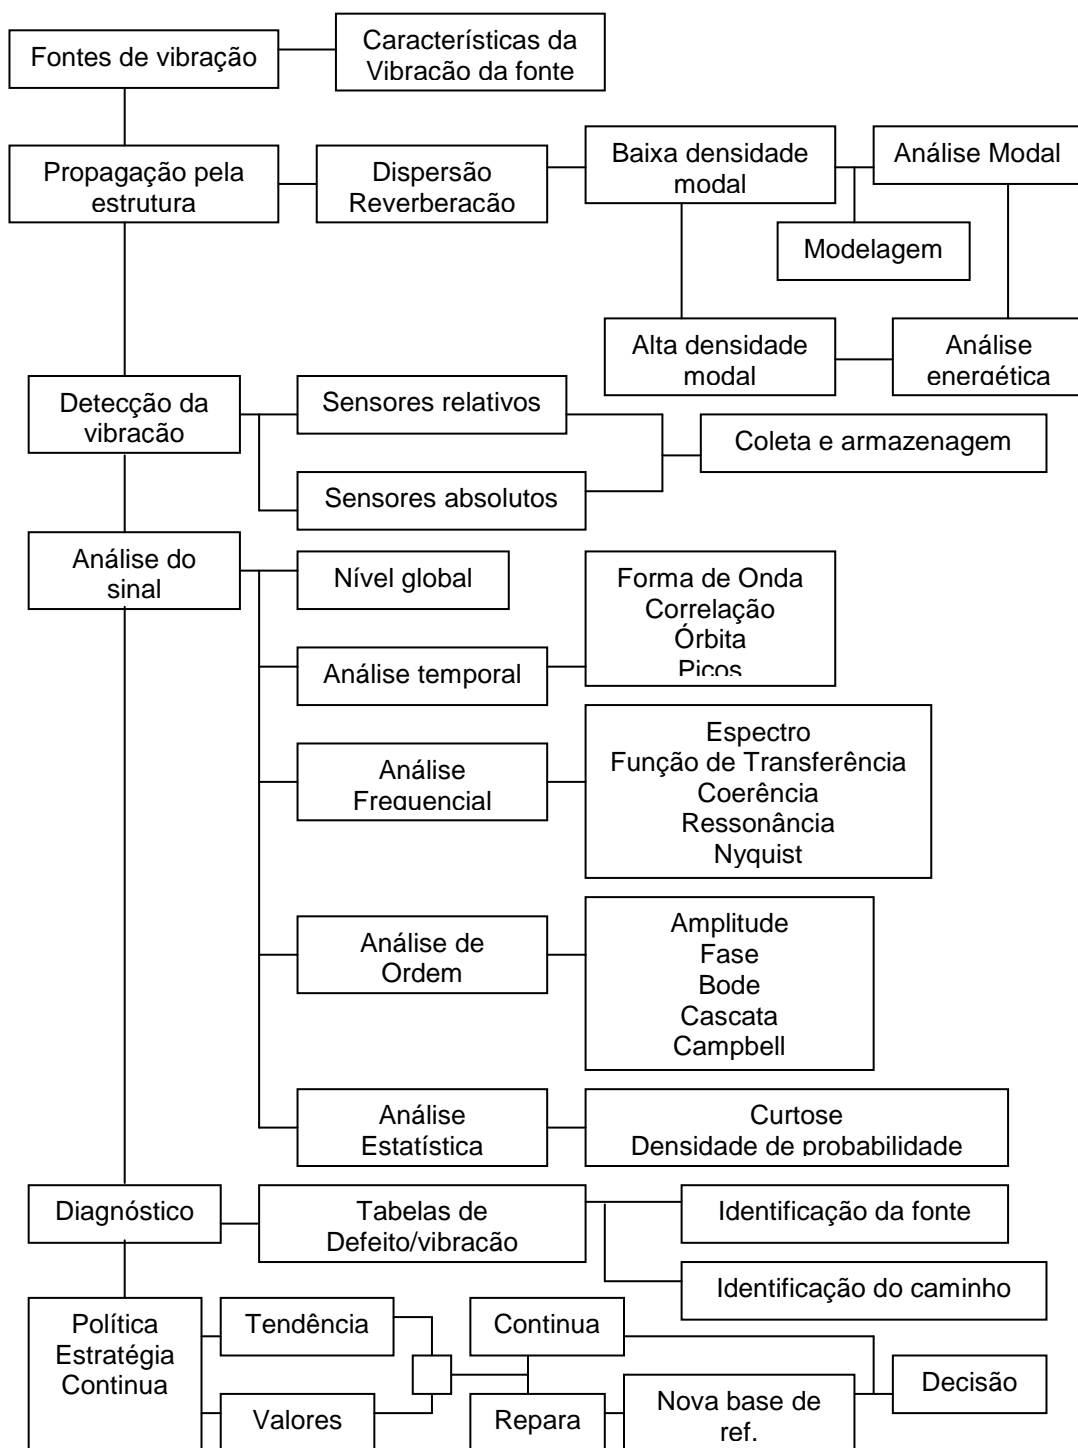 Fontes de vibração
Características da
Vibração da fonte
Propagação pela
estrutura
Dispersão
Reverberação
Baixa densidade
modal
Análise Modal
Modelagem
Alta densidade
modal
Análise
energética
Detecção da
vibração
Sensores relativos
Sensores absolutos
Coleta e armazenagem
Análise do
sinal
Nível global
Análise temporal
Forma de Onda
Correlação
Órbita
Picos
Análise
Frequencial
Espectro
Função de Transferência
Coerência
Ressonância
Nyquist
Análise de
Ordem
Amplitude
Fase
Bode
Cascata
Campbell
Análise
Estatística
Curtose
Densidade de probabilidade
Diagnóstico
Tabelas de
Defeito/vibração
Identificação da fonte
Identificação do caminho
Política
Estratégia
Continua
Tendência
Valores
Continua
Repara
Nova base de
ref.
Decisão